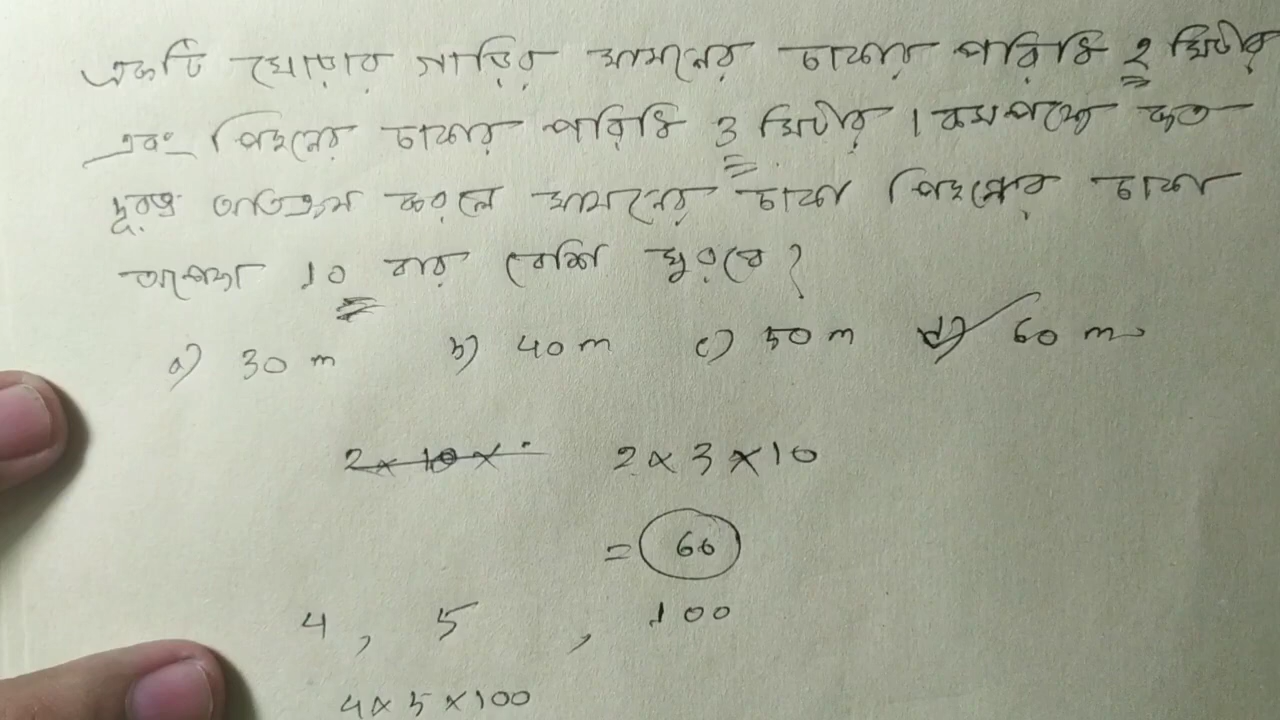 একটি ঘোড়ার গাড়ির সামনের চাকার পরিধি 2 মিটার
এবং পিছনের চাকার পরিধি 3 মিটার । কমপক্ষে কত
দূরত্ব অতিক্রম করলে সামনের চাকা পিছনের চাকা
অপেক্ষা 10 বার বেশি ঘুরবে?
a) 30 m b) 40 m c) 50 m d) 60 m
2 × 10 × 2 × 3 × 10
= 60
4 , 5 , 100
4 × 5 × 100